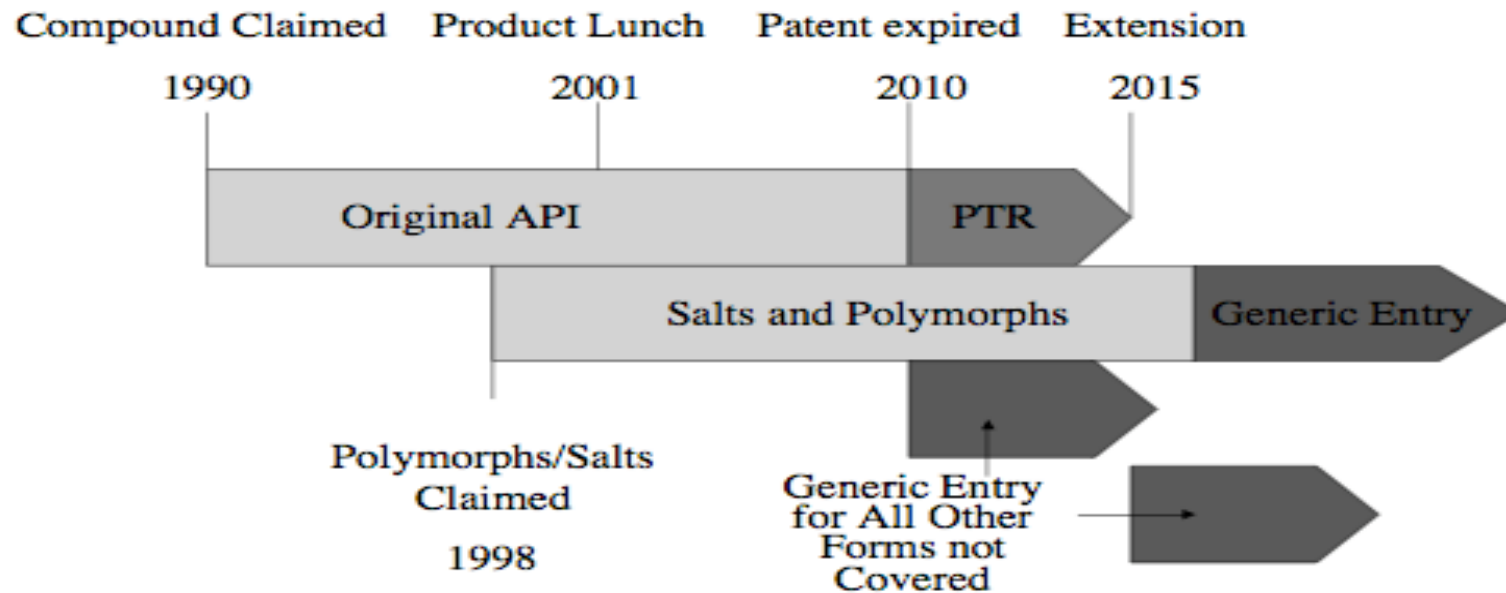 Compound Claimed
Product Lunch
Patent expired
Extension
1990
2001
2010
2015
Original API
PTR
Salts and Polymorphs
Generic Entry
Polymorphs/Salts
Claimed
1998
Generic Entry
for All Other
Forms not
Covered